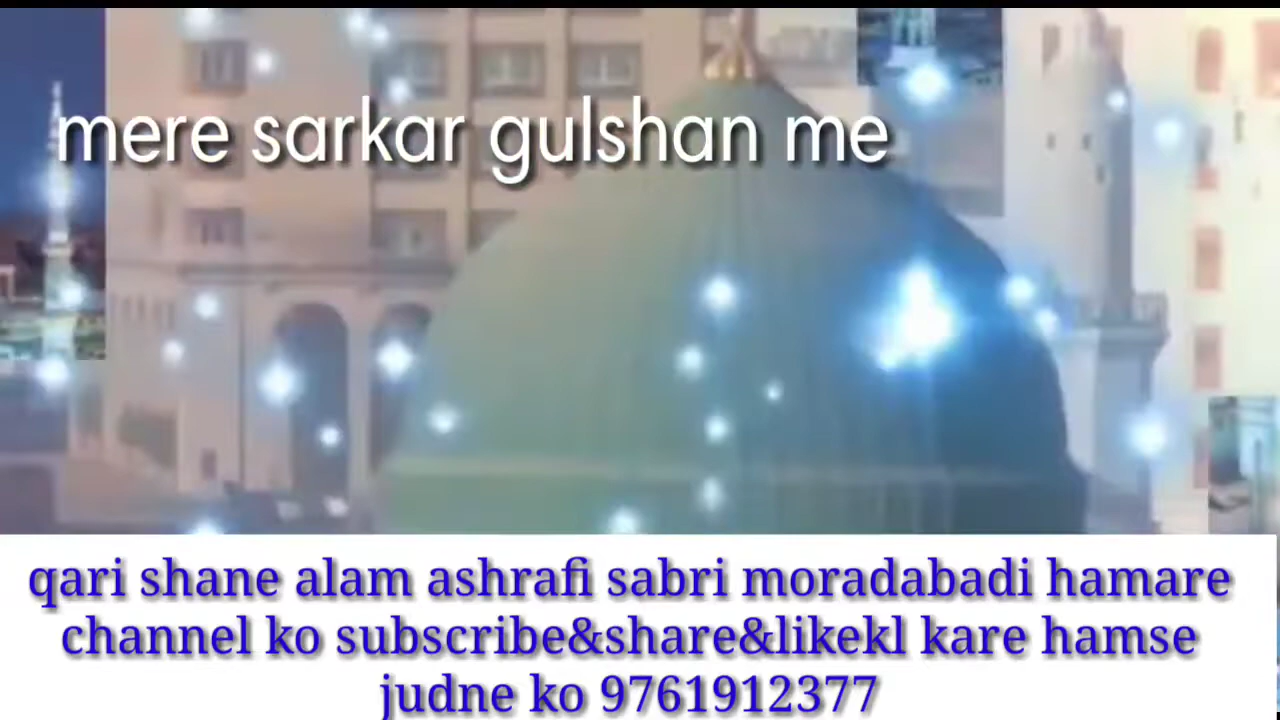 mere sarkar gulshan me
qari shane alam ashrafi sabri moradabadi hamare
channel ko subscribe&share&likekl kare hamse
judne ko 9761912377